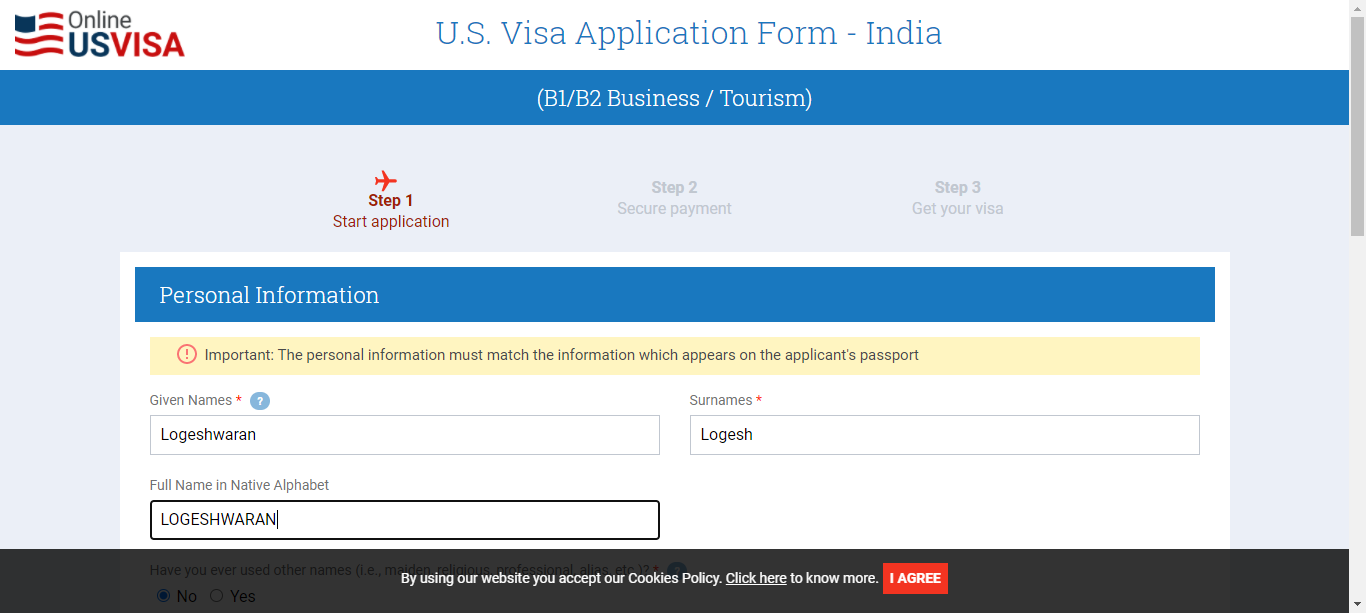 Online
USVISA
U.S. Visa Application Form - India
(B1/B2 Business / Tourism)
Step 1
Start application
Step 2
Secure payment
Step 3
Get your visa
Personal Information
! Important: The personal information must match the information which appears on the applicant's passport
Given Names * ?
Logeshwaran
Surnames *
Logesh
Full Name in Native Alphabet
LOGESHWARAN
Have you ever used other names (i.e., maiden, religious, professional, alias, etc.)? * ?
By using our website you accept our Cookies Policy. Click here to know more. I AGREE
No Yes